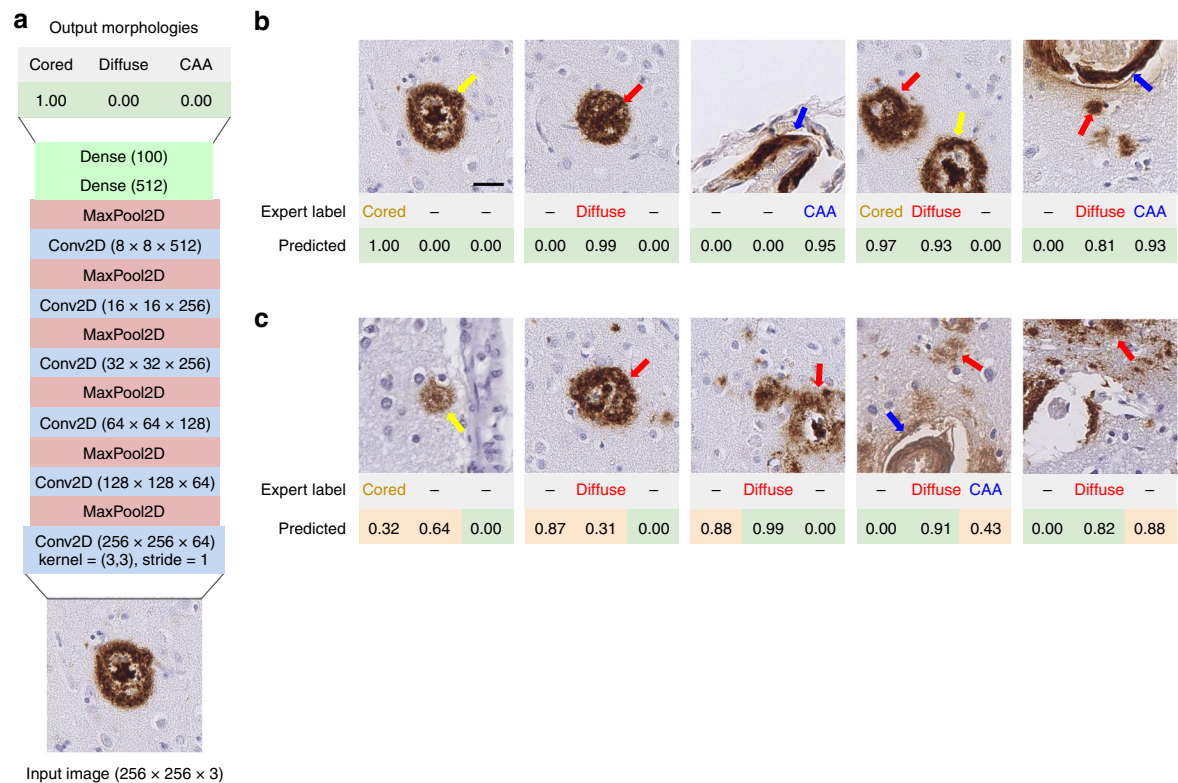 a
Output morphologies
Cored Diffuse CAA
1.00 0.00 0.00
Dense (100)
Dense (512)
MaxPool2D
Conv2D (8 × 8 × 512)
MaxPool2D
Conv2D (16 × 16 × 256)
MaxPool2D
Conv2D (32 × 32 × 256)
MaxPool2D
Conv2D (64 × 64 × 128)
MaxPool2D
Conv2D (128 × 128 × 64)
MaxPool2D
Conv2D (256 × 256 × 64)
kernel = (3,3), stride = 1
Input image (256 × 256 × 3)
b
Expert label Cored – – – Diffuse – – – CAA Cored Diffuse – – Diffuse CAA
Predicted 1.00 0.00 0.00 0.00 0.99 0.00 0.00 0.00 0.95 0.97 0.93 0.00 0.00 0.81 0.93
c
Expert label Cored – – – Diffuse – – Diffuse – – Diffuse CAA – Diffuse –
Predicted 0.32 0.64 0.00 0.87 0.31 0.00 0.88 0.99 0.00 0.00 0.91 0.43 0.00 0.82 0.88